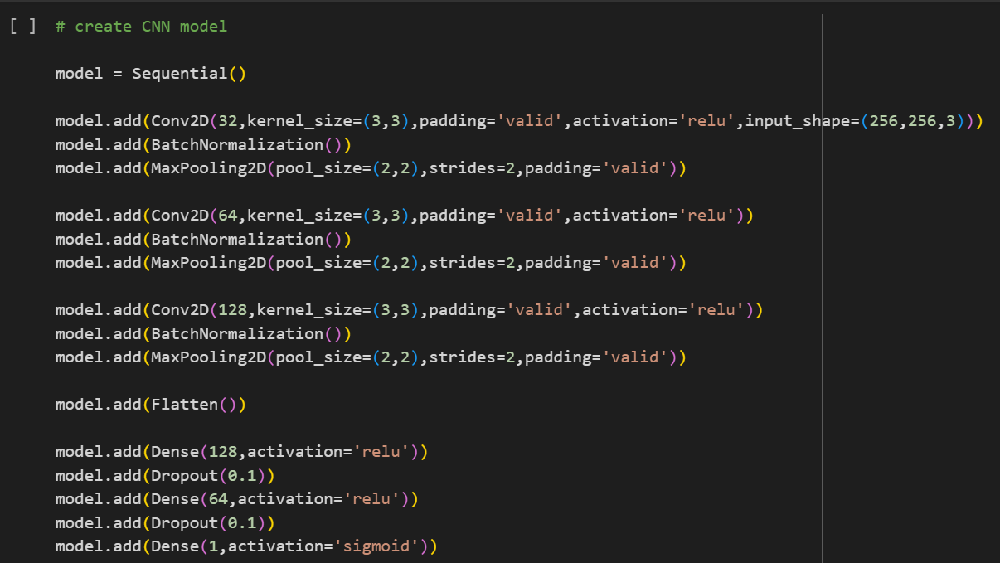 [ ] # create CNN model
model = Sequential()
model.add(Conv2D(32,kernel_size=(3,3),padding='valid',activation='relu',input_shape=(256,256,3)))
model.add(BatchNormalization())
model.add(MaxPooling2D(pool_size=(2,2),strides=2,padding='valid'))
model.add(Conv2D(64,kernel_size=(3,3),padding='valid',activation='relu'))
model.add(BatchNormalization())
model.add(MaxPooling2D(pool_size=(2,2),strides=2,padding='valid'))
model.add(Conv2D(128,kernel_size=(3,3),padding='valid',activation='relu'))
model.add(BatchNormalization())
model.add(MaxPooling2D(pool_size=(2,2),strides=2,padding='valid'))
model.add(Flatten())
model.add(Dense(128,activation='relu'))
model.add(Dropout(0.1))
model.add(Dense(64,activation='relu'))
model.add(Dropout(0.1))
model.add(Dense(1,activation='sigmoid'))